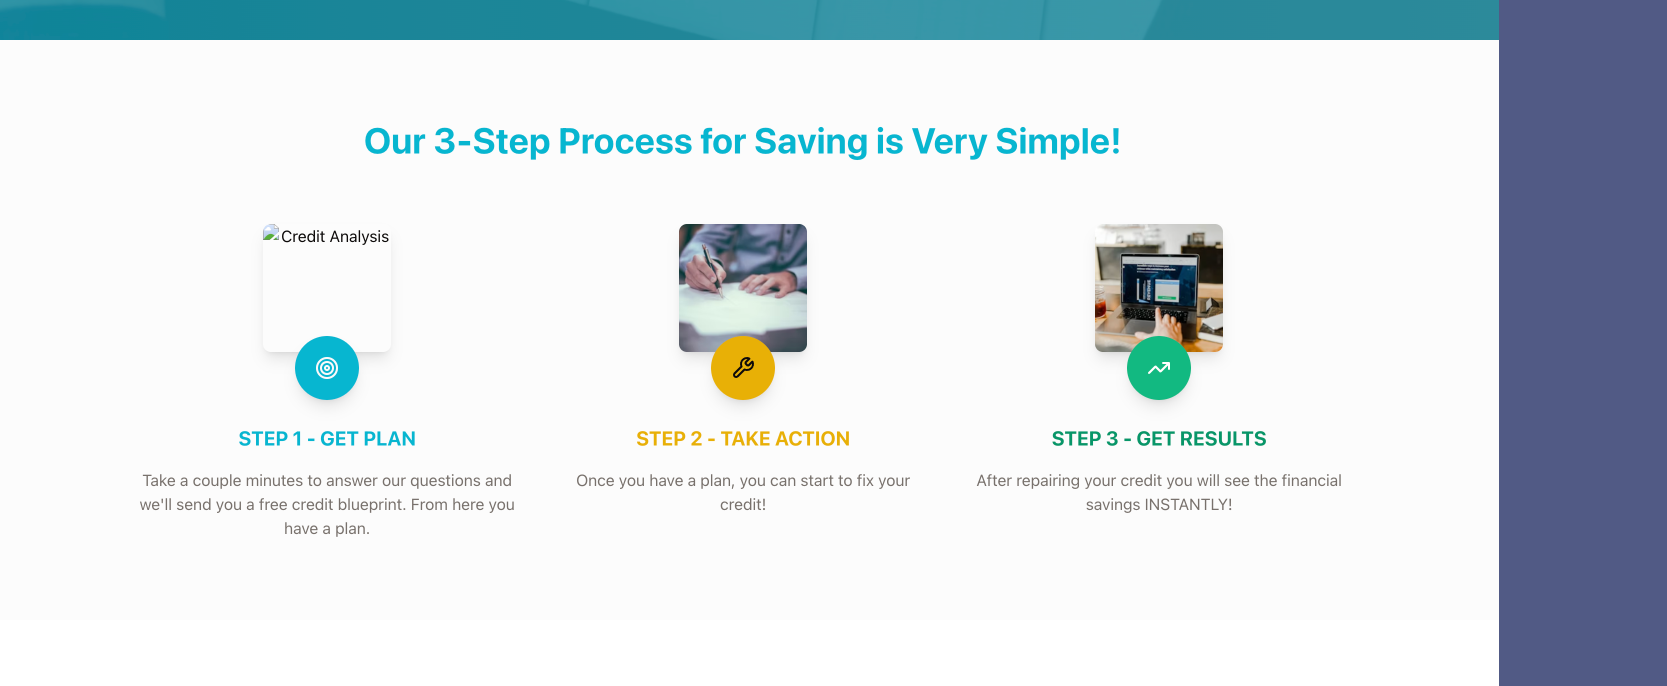 Our 3-Step Process for Saving is Very Simple!
Credit Analysis
STEP 1 - GET PLAN
Take a couple minutes to answer our questions and
we'll send you a free credit blueprint. From here you
have a plan.
STEP 2 - TAKE ACTION
Once you have a plan, you can start to fix your
credit!
STEP 3 - GET RESULTS
After repairing your credit you will see the financial
savings INSTANTLY!